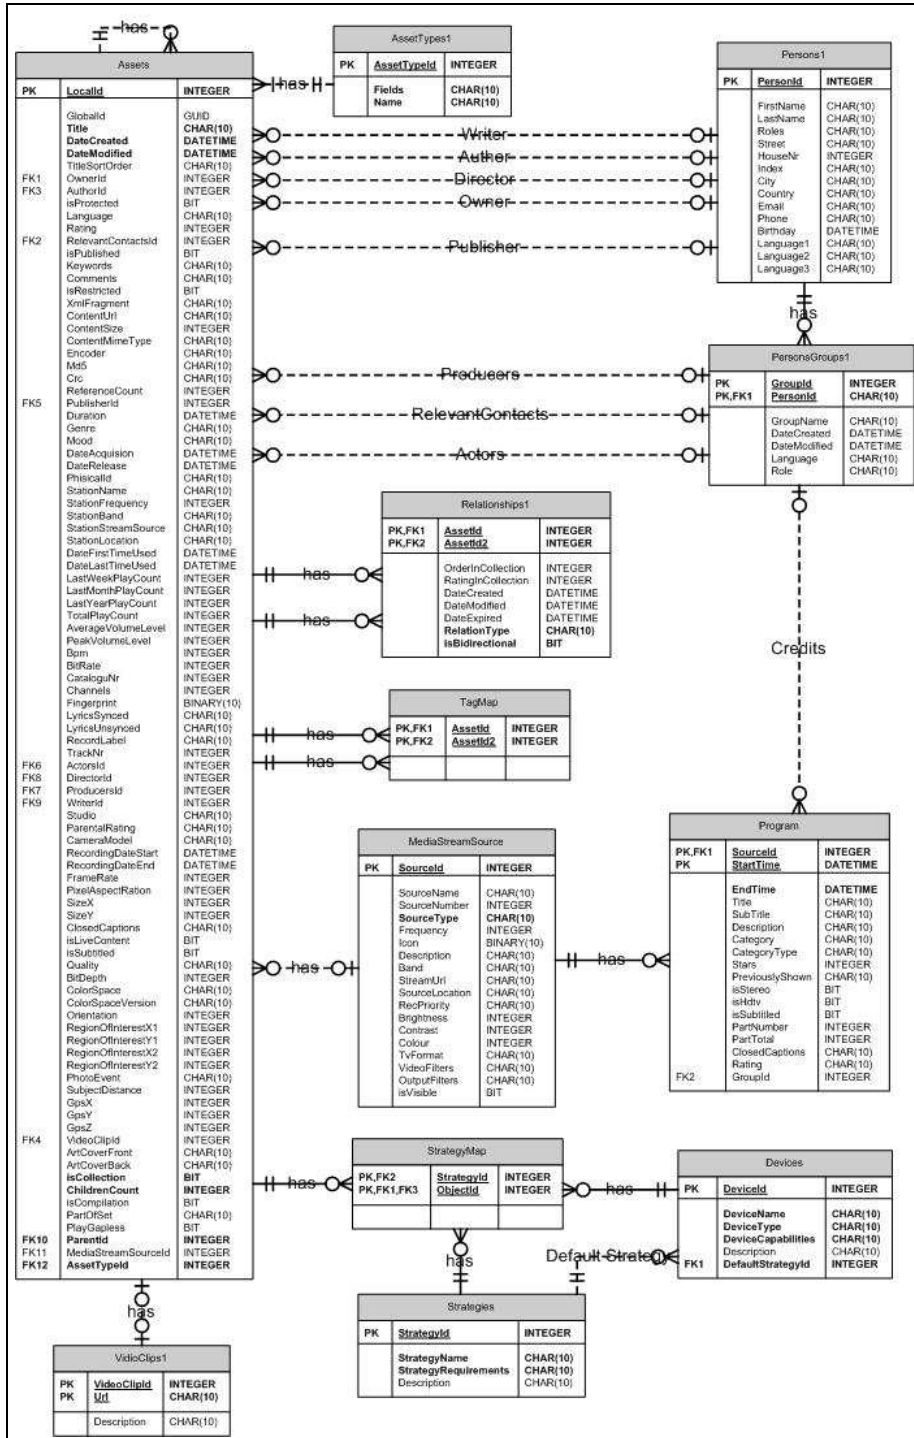 has
Assets
PK LocalId INTEGER
GlobalId GUID
Title CHAR(10)
DateCreated DATETIME
DateModified DATETIME
TitleSortOrder CHAR(10)
FK1 OwnerId INTEGER
FK3 AuthorId INTEGER
isProtected BIT
Language CHAR(10)
Rating INTEGER
FK2 RelevantContactsId INTEGER
isPublished BIT
Keywords CHAR(10)
Comments CHAR(10)
isRestricted BIT
XmlFragment CHAR(10)
ContentUrl CHAR(10)
ContentSize INTEGER
ContentMimeType CHAR(10)
Encoder CHAR(10)
Md5 CHAR(10)
Crc CHAR(10)
ReferenceCount INTEGER
FK5 PublisherId INTEGER
Duration DATETIME
Genre CHAR(10)
Mood CHAR(10)
DateAcquision DATETIME
DateRelease DATETIME
PhisicalId CHAR(10)
StationName CHAR(10)
StationFrequency INTEGER
StationBand CHAR(10)
StationStreamSource CHAR(10)
StationLocation CHAR(10)
DateFirstTimeUsed DATETIME
DateLastTimeUsed DATETIME
LastWeekPlayCount INTEGER
LastMonthPlayCount INTEGER
LastYearPlayCount INTEGER
TotalPlayCount INTEGER
AverageVolumeLevel INTEGER
PeakVolumeLevel INTEGER
Bpm INTEGER
BitRate INTEGER
CataloguNr INTEGER
Channels INTEGER
Fingerprint BINARY(10)
LyricsSynced CHAR(10)
LyricsUnsynced CHAR(10)
RecordLabel CHAR(10)
TrackNr INTEGER
FK6 ActorsId INTEGER
FK8 DirectorId INTEGER
FK7 ProducersId INTEGER
FK9 WriterId INTEGER
Studio CHAR(10)
ParentalRating CHAR(10)
CameraModel CHAR(10)
RecordingDateStart DATETIME
RecordingDateEnd DATETIME
FrameRate INTEGER
PixelAspectRation INTEGER
SizeX INTEGER
SizeY INTEGER
ClosedCaptions CHAR(10)
isLiveContent BIT
isSubtitled BIT
Quality CHAR(10)
BitDepth INTEGER
ColorSpace CHAR(10)
ColorSpaceVersion CHAR(10)
Orientation INTEGER
RegionOfInterestX1 INTEGER
RegionOfInterestY1 INTEGER
RegionOfInterestX2 INTEGER
RegionOfInterestY2 INTEGER
PhotoEvent CHAR(10)
SubjectDistance INTEGER
GpsX INTEGER
GpsY INTEGER
GpsZ INTEGER
FK4 VideoClipId INTEGER
ArtCoverFront CHAR(10)
ArtCoverBack CHAR(10)
isCollection BIT
ChildrenCount INTEGER
isCompilation BIT
PartOfSet CHAR(10)
PlayGapless BIT
FK10 ParentId INTEGER
FK11 MediaStreamSourceId INTEGER
FK12 AssetTypeId INTEGER
has
VidioClips1
PK VideoClipId INTEGER
PK Url CHAR(10)
Description CHAR(10)
has
AssetTypes1
PK AssetTypeId INTEGER
Fields CHAR(10)
Name CHAR(10)
Writer
Author
Director
Owner
Publisher
Persons1
PK PersonId INTEGER
FirstName CHAR(10)
LastName CHAR(10)
Roles CHAR(10)
Street CHAR(10)
HouseNr INTEGER
Index CHAR(10)
City CHAR(10)
Country CHAR(10)
Email CHAR(10)
Phone CHAR(10)
Birthday DATETIME
Language1 CHAR(10)
Language2 CHAR(10)
Language3 CHAR(10)
has
Producers
RelevantContacts
Actors
PersonsGroups1
PK GroupId INTEGER
PK,FK1 PersonId CHAR(10)
GroupName CHAR(10)
DateCreated DATETIME
DateModified DATETIME
Language CHAR(10)
Role CHAR(10)
Credits
Relationships1
PK,FK1 AssetId INTEGER
PK,FK2 AssetId2 INTEGER
OrderInCollection INTEGER
RatingInCollection INTEGER
DateCreated DATETIME
DateModified DATETIME
DateExpired DATETIME
RelationType CHAR(10)
isBidirectional BIT
has
has
TagMap
PK,FK1 AssetId INTEGER
PK,FK2 AssetId2 INTEGER
has
has
MediaStreamSource
PK SourceId INTEGER
SourceName CHAR(10)
SourceNumber INTEGER
SourceType CHAR(10)
Frequency INTEGER
Icon BINARY(10)
Description CHAR(10)
Band CHAR(10)
StreamUrl CHAR(10)
SourceLocation CHAR(10)
RecPriority CHAR(10)
Brightness INTEGER
Contrast INTEGER
Colour INTEGER
TvFormat CHAR(10)
VideoFilters CHAR(10)
OutputFilters CHAR(10)
isVisible BIT
has
has
Program
PK,FK1 SourceId INTEGER
PK StartTime DATETIME
EndTime DATETIME
Title CHAR(10)
SubTitle CHAR(10)
Description CHAR(10)
Category CHAR(10)
CategoryType CHAR(10)
Stars INTEGER
PreviouslyShown CHAR(10)
isStereo BIT
isHdtv BIT
isSubtitled BIT
PartNumber INTEGER
PartTotal INTEGER
ClosedCaptions CHAR(10)
Rating CHAR(10)
FK2 GroupId INTEGER
has
StrategyMap
PK,FK2 StrategyId INTEGER
PK,FK1,FK3 ObjectId INTEGER
has
has
Default Strategy
Devices
PK DeviceId INTEGER
DeviceName CHAR(10)
DeviceType CHAR(10)
DeviceCapabilities CHAR(10)
Description CHAR(10)
FK1 DefaultStrategyId INTEGER
Strategies
PK StrategyId INTEGER
StrategyName CHAR(10)
StrategyRequirements CHAR(10)
Description CHAR(10)